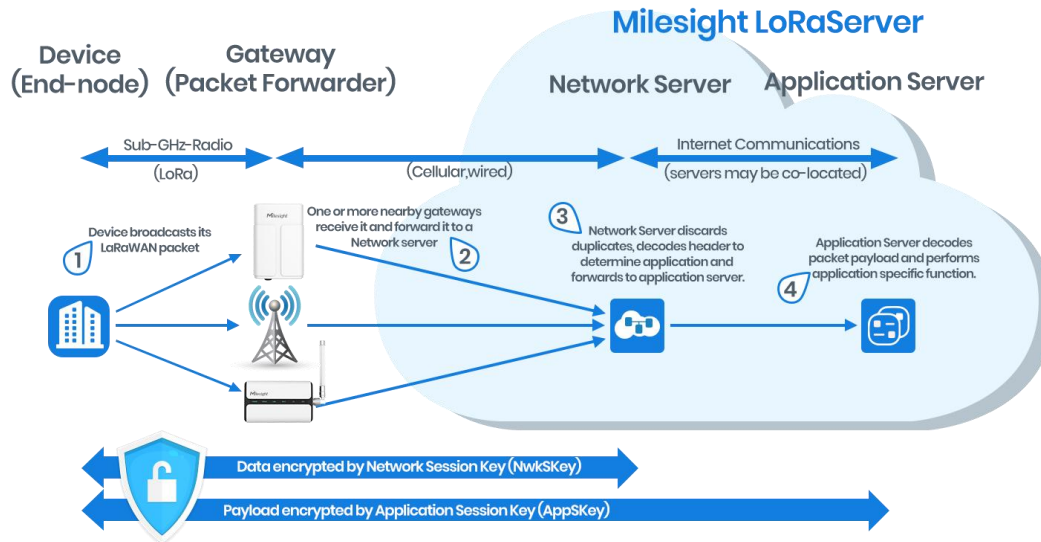 Milesight LoRaServer
Device
(End-node)
Gateway
(Packet Forwarder)
Network Server
Application Server
Sub-GHz-Radio
(LoRa)
(Cellular,wired)
Internet Communications
(servers may be co-located)
1
Device broadcasts its
LaRaWAN packet
Milesight
One or more nearby gateways
receive it and forward it to a
Network server
2
3
Network Server discards
duplicates, decodes header to
determine application and
forwards to application server.
4
Application Server decodes
packet payload and performs
application specific function.
Milesight
Data encrypted by Network Session Key (NwkSKey)
Payload encrypted by Application Session Key (AppSKey)